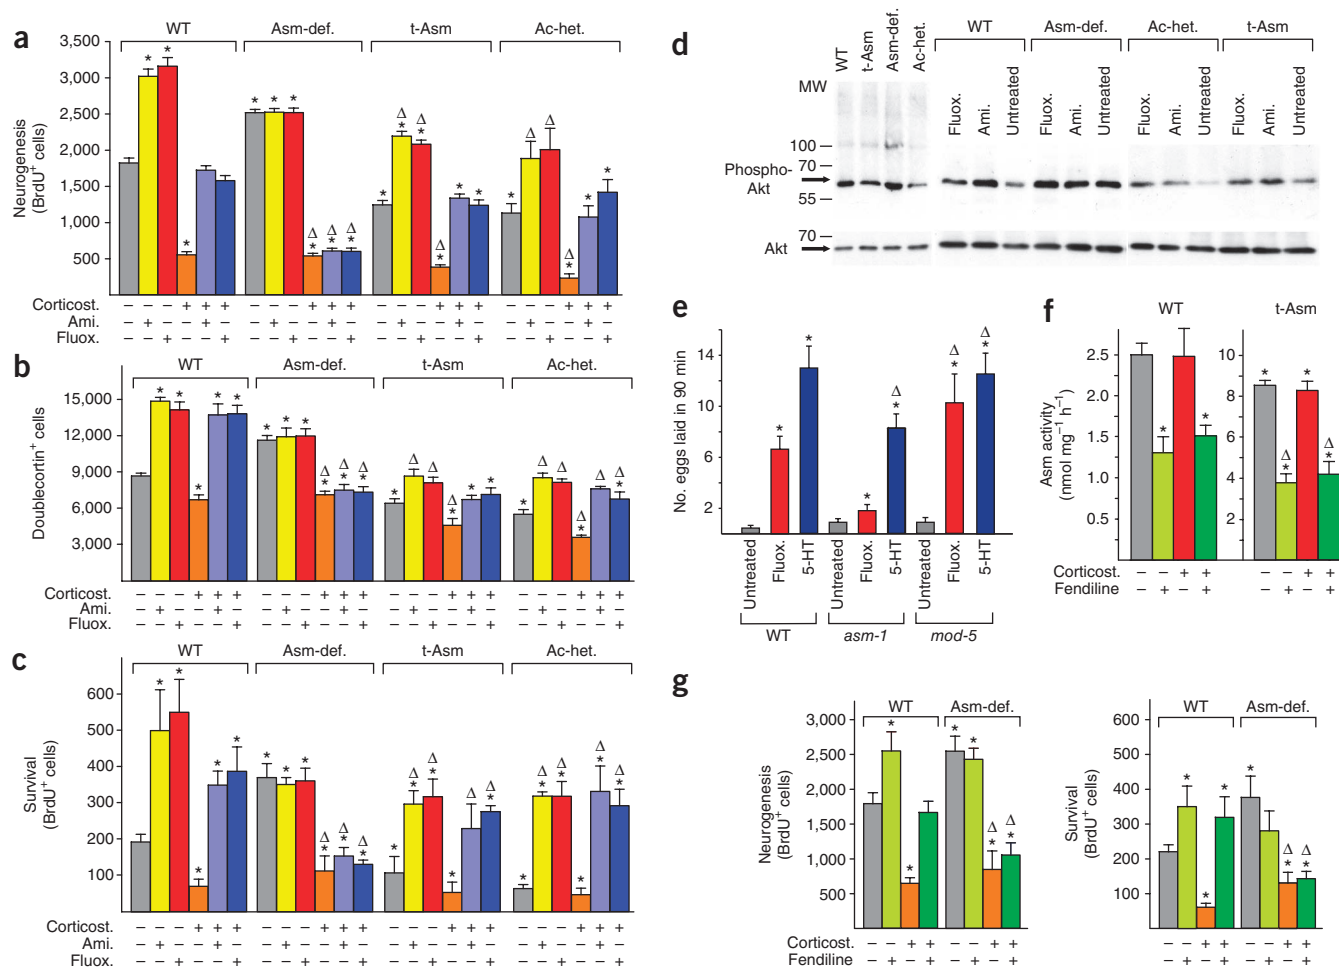 a
WT Asm-def. t-Asm Ac-het.
Neurogenesis
(BrdU+ cells)
3,500
3,000
2,500
2,000
1,500
1,000
500
* * * * * * * Δ* Δ* Δ* * Δ* Δ* Δ* * * * Δ Δ Δ* * *
Corticost. – – – + + + – – – + + + – – – + + + – – – + + +
Ami. – + – – + – – + – – + – – + – – + – – + – – + –
Fluox. – – + – – + – – + – – + – – + – – + – – + – – +
b
WT Asm-def. t-Asm Ac-het.
Doublecortin+ cells
15,000
12,000
9,000
6,000
3,000
* * * * * * * * Δ* Δ* Δ* * Δ Δ Δ* * * * Δ Δ Δ* Δ* *
Corticost. – – – + + + – – – + + + – – – + + + – – – + + +
Ami. – + – – + – – + – – + – – + – – + – – + – – + –
Fluox. – – + – – + – – + – – + – – + – – + – – + – – +
c
WT Asm-def. t-Asm Ac-het.
Survival
(BrdU+ cells)
600
500
400
300
200
100
* * * * * * * * Δ* Δ* Δ* * Δ* Δ* * Δ* * * Δ* Δ* * Δ* Δ*
Corticost. – – – + + + – – – + + + – – – + + + – – – + + +
Ami. – + – – + – – + – – + – – + – – + – – + – – + –
Fluox. – – + – – + – – + – – + – – + – – + – – + – – +
d
WT Asm-def. Ac-het. t-Asm
WT t-Asm Asm-def. Ac-het.
Fluox. Ami. Untreated Fluox. Ami. Untreated Fluox. Ami. Untreated Fluox. Ami. Untreated
MW
100
70
Phospho-
Akt
55
70
Akt
e
No. eggs laid in 90 min
14
10
6
2
* * * Δ* Δ* Δ*
Untreated Fluox. 5-HT Untreated Fluox. 5-HT Untreated Fluox. 5-HT
WT asm-1 mod-5
f
WT t-Asm
Asm activity
(nmol mg–1 h–1)
2.5
2.0
1.5
1.0
0.5
10
8
6
4
2
* * * Δ* * Δ*
Corticost. – – + + – – + +
Fendiline – + – + – + – +
g
WT Asm-def.
Neurogenesis
(BrdU+ cells)
3,000
2,500
2,000
1,500
1,000
500
* * * * Δ* Δ*
Corticost. – – + + – – + +
Fendiline – + – + – + – +
WT Asm-def.
Survival
(BrdU+ cells)
600
500
400
300
200
100
* * * Δ Δ* Δ*
– – + + – – + +
– + – + – + – +